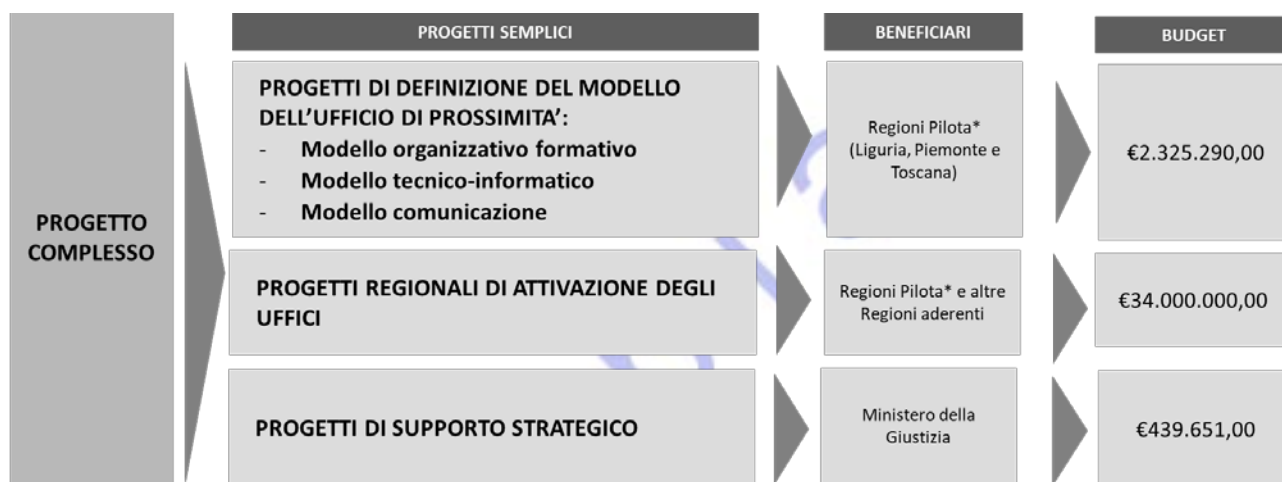 PROGETTI SEMPLICI
BENEFICIARI
BUDGET
PROGETTO
COMPLESSO
PROGETTI DI DEFINIZIONE DEL MODELLO
DELL’UFFICIO DI PROSSIMITA’:
- Modello organizzativo formativo
- Modello tecnico-informatico
- Modello comunicazione
Regioni Pilota*
(Liguria, Piemonte e
Toscana)
€2.325.290,00
PROGETTI REGIONALI DI ATTIVAZIONE DEGLI
UFFICI
Regioni Pilota* e altre
Regioni aderenti
€34.000.000,00
PROGETTI DI SUPPORTO STRATEGICO
Ministero della
Giustizia
€439.651,00